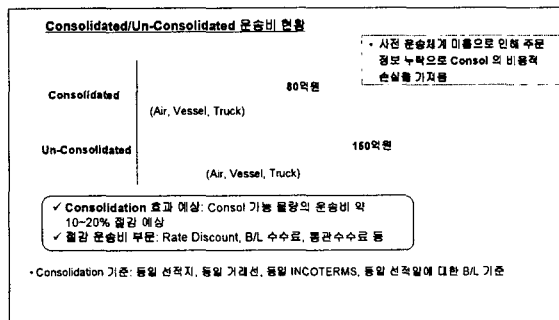 Consolidated/Un-Consolidated 운송비 현황
• 사전 운송체계 미흡으로 인해 주문
정보 누락으로 Consol 의 비용적
손실을 가져옴
80억원
Consolidated
(Air, Vessel, Truck)
160억원
Un-Consolidated
(Air, Vessel, Truck)
✓ Consolidation 효과 예상: Consol 가능 물량의 운송비 약
10~20% 절감 예상
✓ 절감 운송비 부문: Rate Discount, B/L 수수료, 통관수수료 등
• Consolidation 기준: 동일 선적지, 동일 거래선, 동일 INCOTERMS, 동일 선적일에 대한 B/L 기준